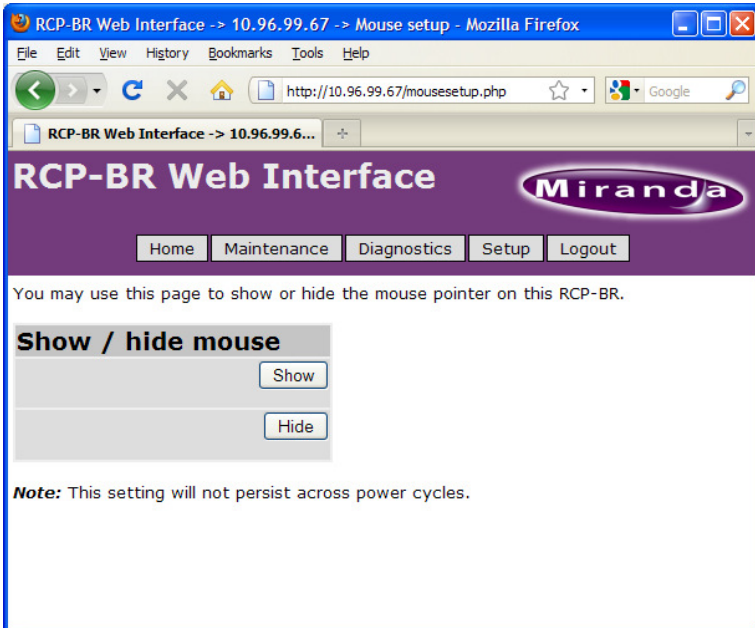 RCP-BR Web Interface -> 10.96.99.67 -> Mouse setup - Mozilla Firefox
File Edit View History Bookmarks Tools Help
http://10.96.99.67/mousesetup.php Google
RCP-BR Web Interface -> 10.96.99.6...
RCP-BR Web Interface
Miranda
Home Maintenance Diagnostics Setup Logout
You may use this page to show or hide the mouse pointer on this RCP-BR.
Show / hide mouse
Show
Hide
Note: This setting will not persist across power cycles.